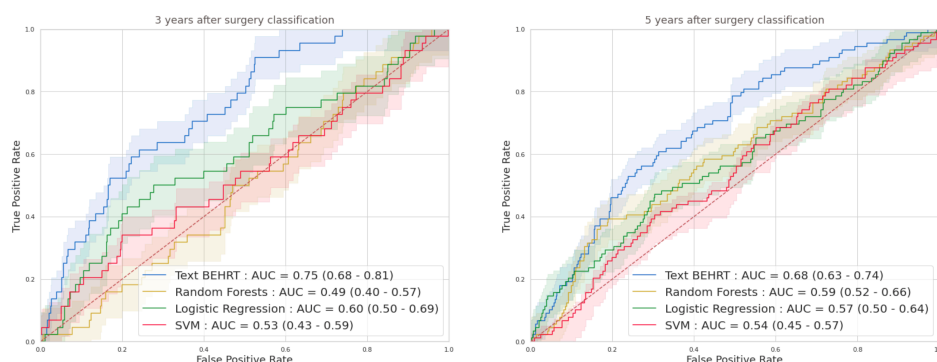 3 years after surgery classification
True Positive Rate
1.0
0.8
0.6
0.4
0.2
0.0
Text BEHRT : AUC = 0.75 (0.68 - 0.81)
Random Forests : AUC = 0.49 (0.40 - 0.57)
Logistic Regression : AUC = 0.60 (0.50 - 0.69)
SVM : AUC = 0.53 (0.43 - 0.59)
0.0 0.2 0.4 0.6 0.8 1.0
False Positive Rate
5 years after surgery classification
True Positive Rate
1.0
0.8
0.6
0.4
0.2
0.0
Text BEHRT : AUC = 0.68 (0.63 - 0.74)
Random Forests : AUC = 0.59 (0.52 - 0.66)
Logistic Regression : AUC = 0.57 (0.50 - 0.64)
SVM : AUC = 0.54 (0.45 - 0.57)
0.0 0.2 0.4 0.6 0.8 1.0
False Positive Rate